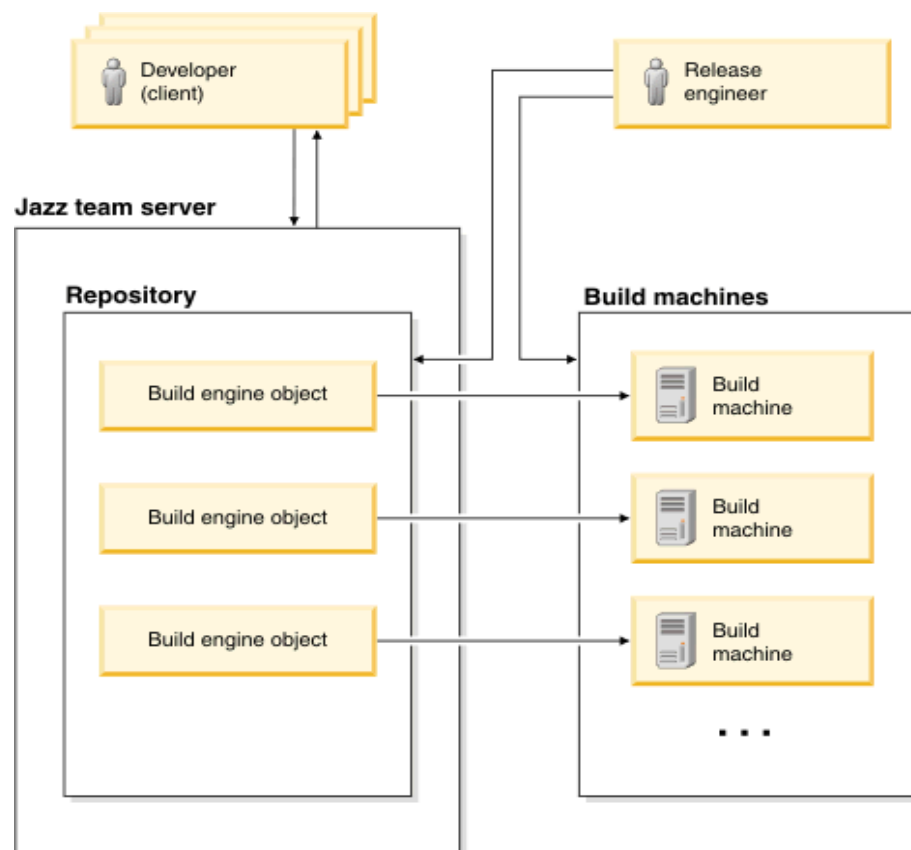 Developer
(client)
Release
engineer
Jazz team server
Repository
Build machines
Build engine object
Build
machine
Build engine object
Build
machine
Build engine object
Build
machine
. . .